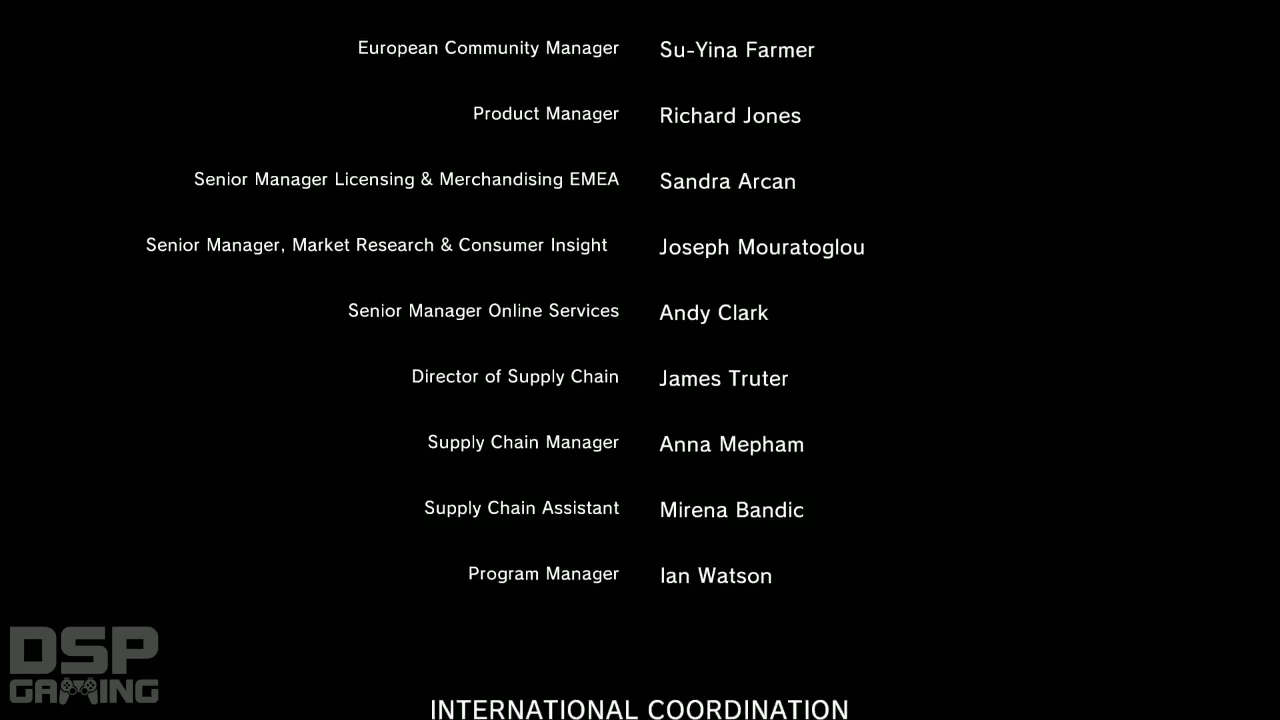 European Community Manager Su-Yina Farmer
Product Manager Richard Jones
Senior Manager Licensing & Merchandising EMEA Sandra Arcan
Senior Manager, Market Research & Consumer Insight Joseph Mouratoglou
Senior Manager Online Services Andy Clark
Director of Supply Chain James Truter
Supply Chain Manager Anna Mepham
Supply Chain Assistant Mirena Bandic
Program Manager Ian Watson
DSP
GAMING
INTERNATIONAL COORDINATION